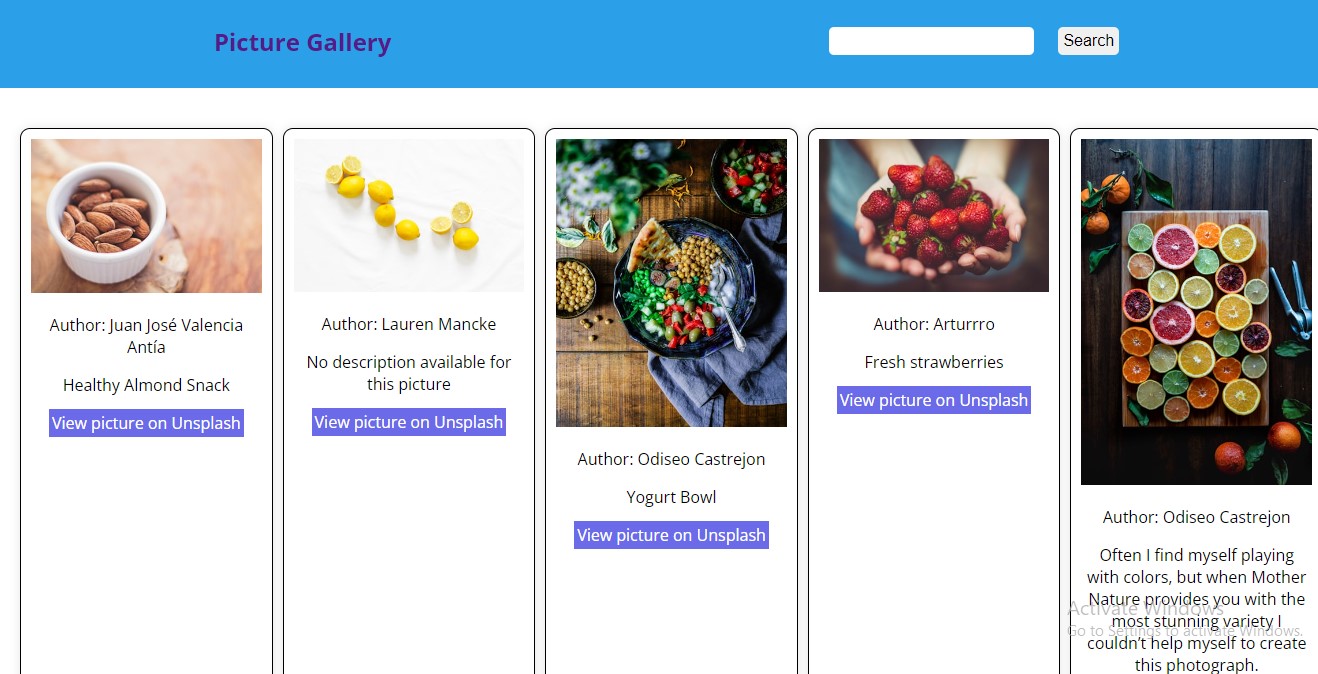 Picture Gallery
Search
Author: Juan José Valencia
Antía
Healthy Almond Snack
View picture on Unsplash
Author: Lauren Mancke
No description available for
this picture
View picture on Unsplash
Author: Odiseo Castrejon
Yogurt Bowl
View picture on Unsplash
Author: Arturrro
Fresh strawberries
View picture on Unsplash
Author: Odiseo Castrejon
Often I find myself playing
with colors, but when Mother
Nature provides you with the
most stunning variety I
couldn’t help myself to create
this photograph.
Activate Windows
Go to Settings to activate Windows.